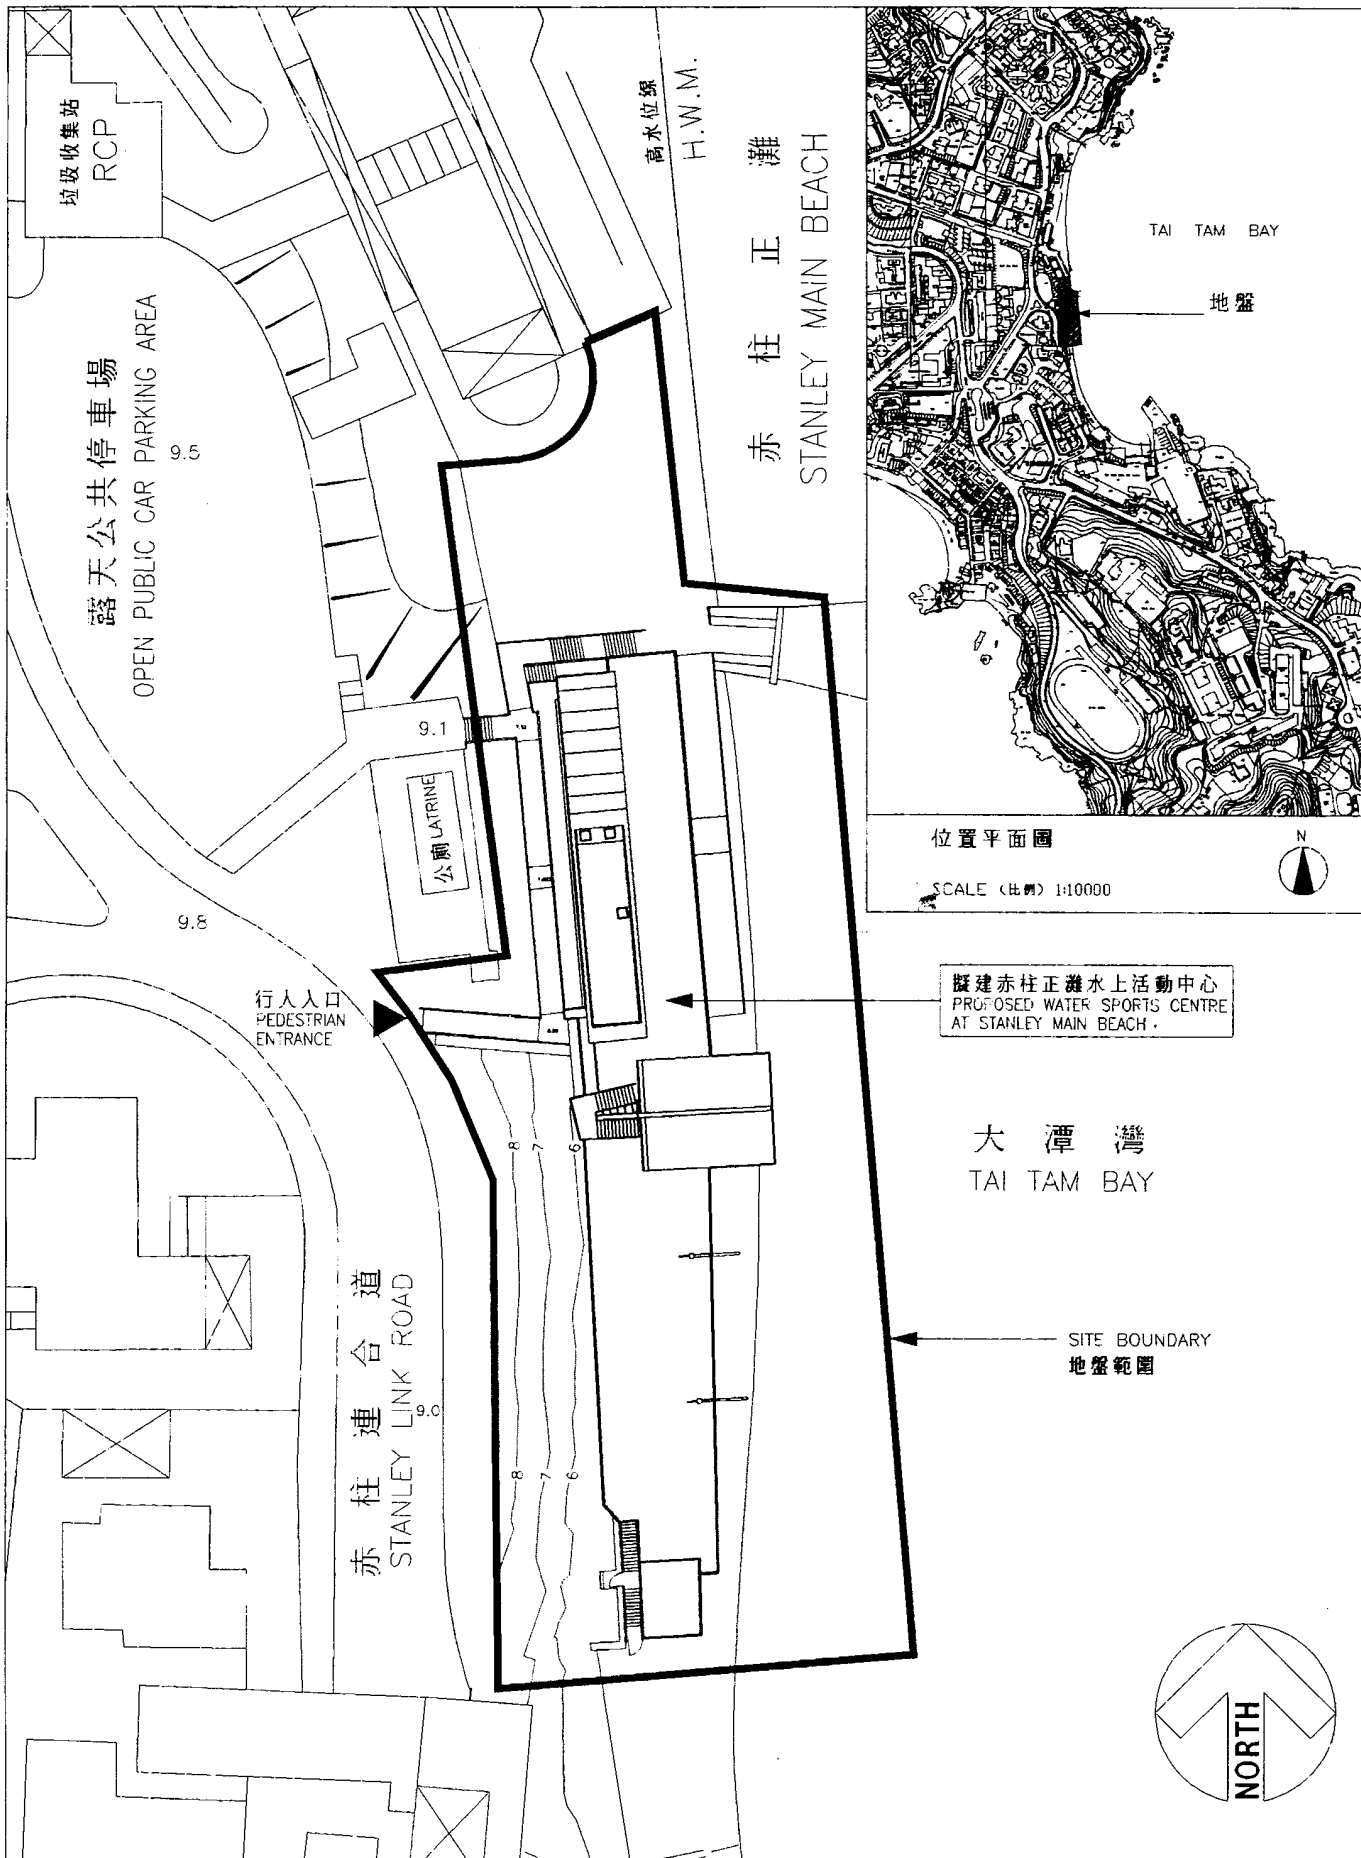 垃圾收集站
RCP
高水位線
H.W.M.
赤柱正灘
STANLEY MAIN BEACH
TAI TAM BAY
地盤
露天公共停車場
OPEN PUBLIC CAR PARKING AREA
9.5
9.1
公廁 LATRINE
9.8
位置平面圖
N
SCALE (比例) 1:10000
行人入口
PEDESTRIAN
ENTRANCE
擬建赤柱正灘水上活動中心
PROPOSED WATER SPORTS CENTRE
AT STANLEY MAIN BEACH.
大潭灣
TAI TAM BAY
8
7
6
赤柱連合道
STANLEY LINK ROAD
9.0
SITE BOUNDARY
地盤範圍
8
7
6
NORTH